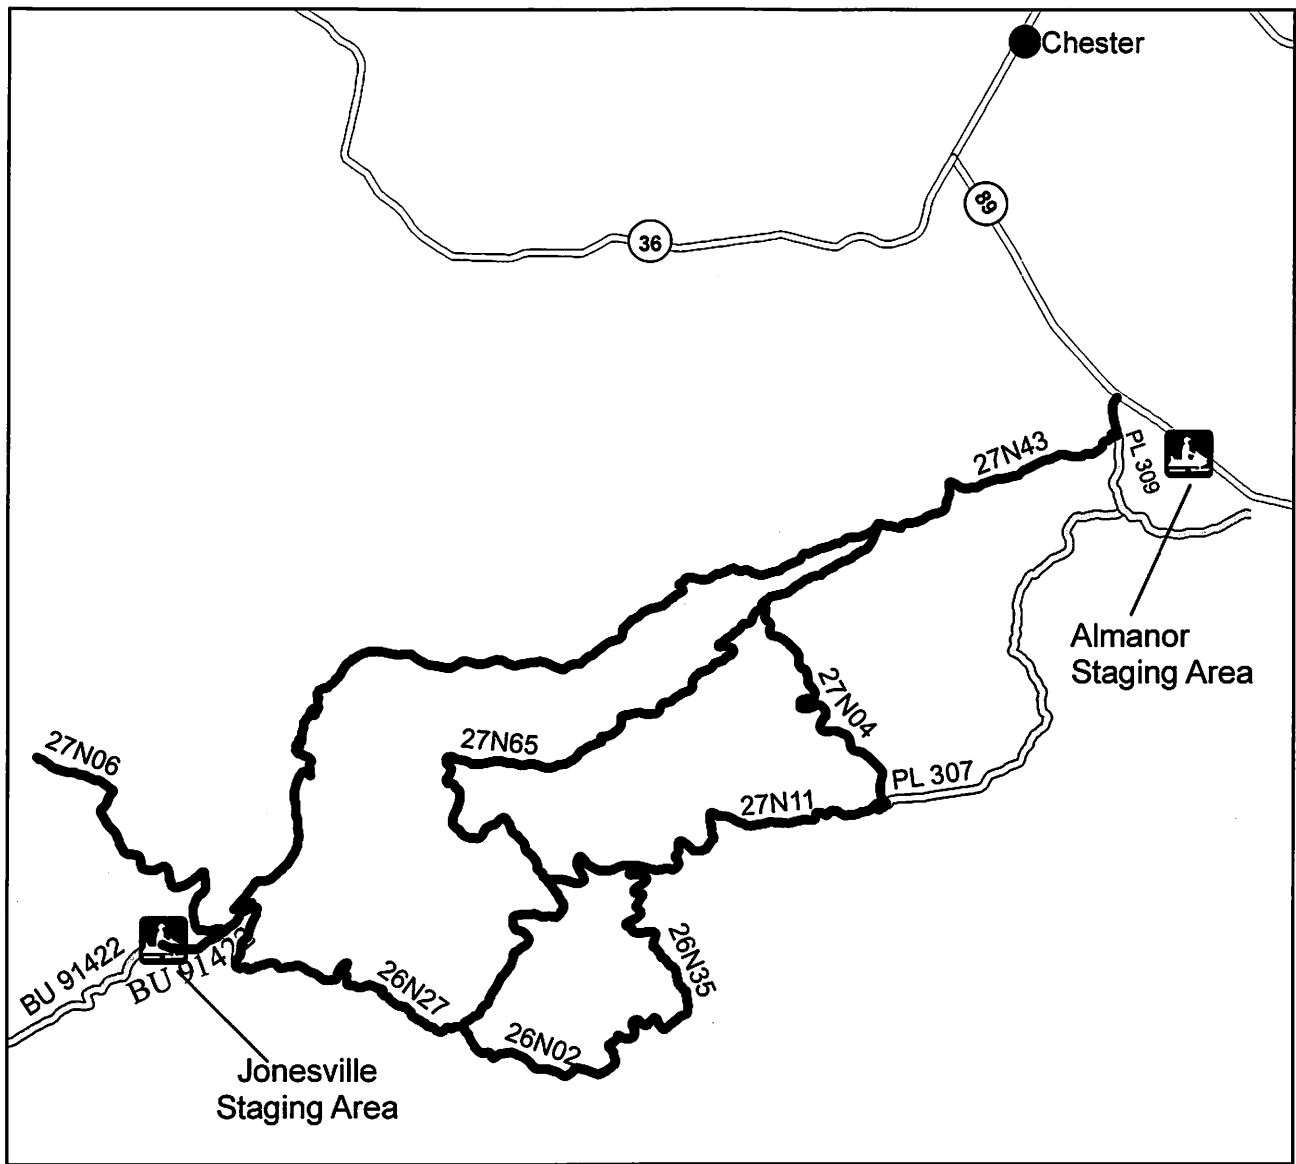 Chester
89
36
27N43
PL 309
Almanor
Staging Area
27N04
27N65
27N06
PL 307
27N11
BU 91422
BU 91422
26N35
26N27
26N02
Jonesville
Staging Area